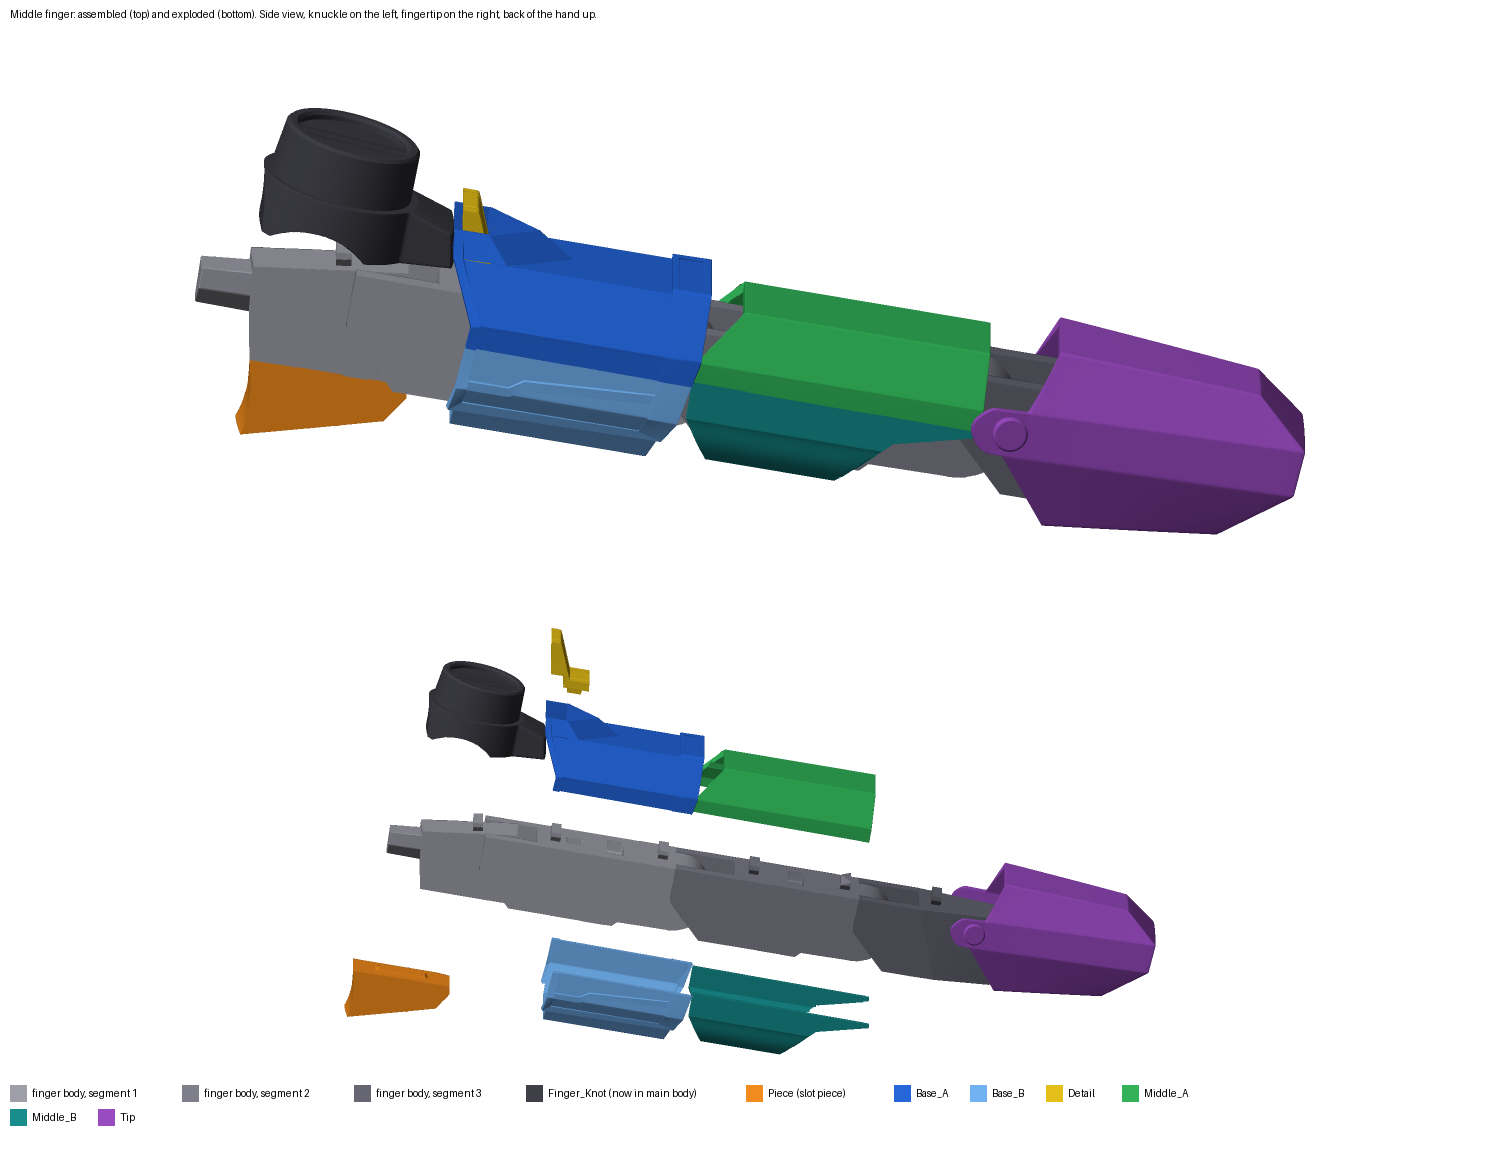 Middle finger: assembled (top) and exploded (bottom). Side view, knuckle on the left, fingertip on the right, back of the hand up.
finger body, segment 1 finger body, segment 2 finger body, segment 3 Finger_Knot (now in main body) Piece (slot piece) Base_A Base_B Detail Middle_A
Middle_B Tip